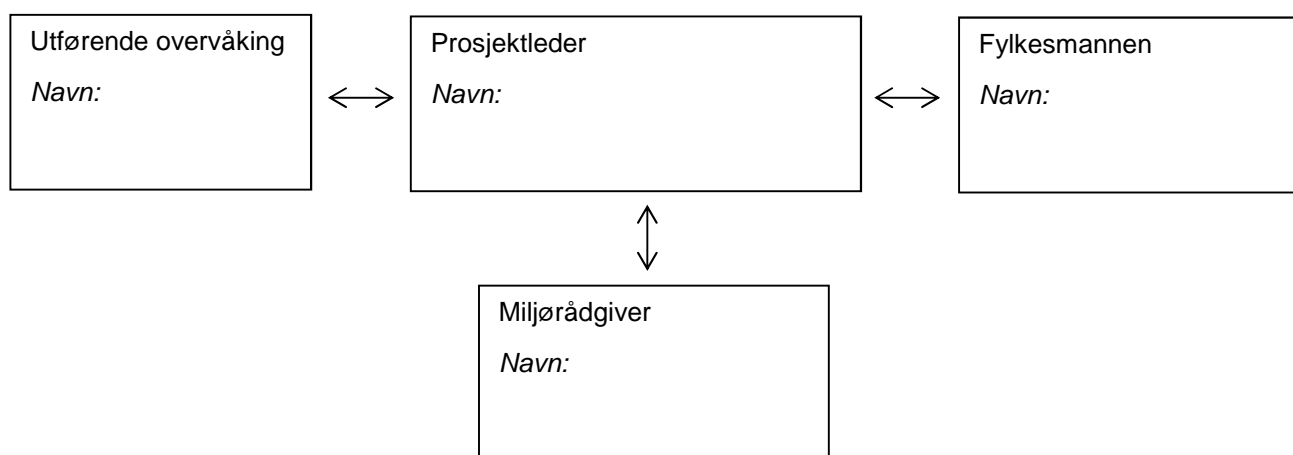 Utførende overvåking
Navn:
Prosjektleder
Navn:
Fylkesmannen
Navn:
Miljørådgiver
Navn: